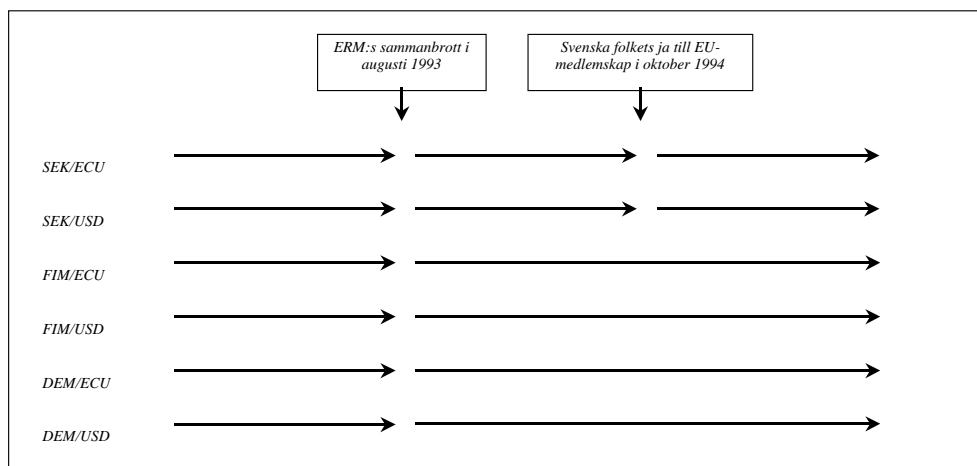 ERM:s sammanbrott i
augusti 1993
Svenska folkets ja till EU-
medlemskap i oktober 1994
SEK/ECU
SEK/USD
FIM/ECU
FIM/USD
DEM/ECU
DEM/USD